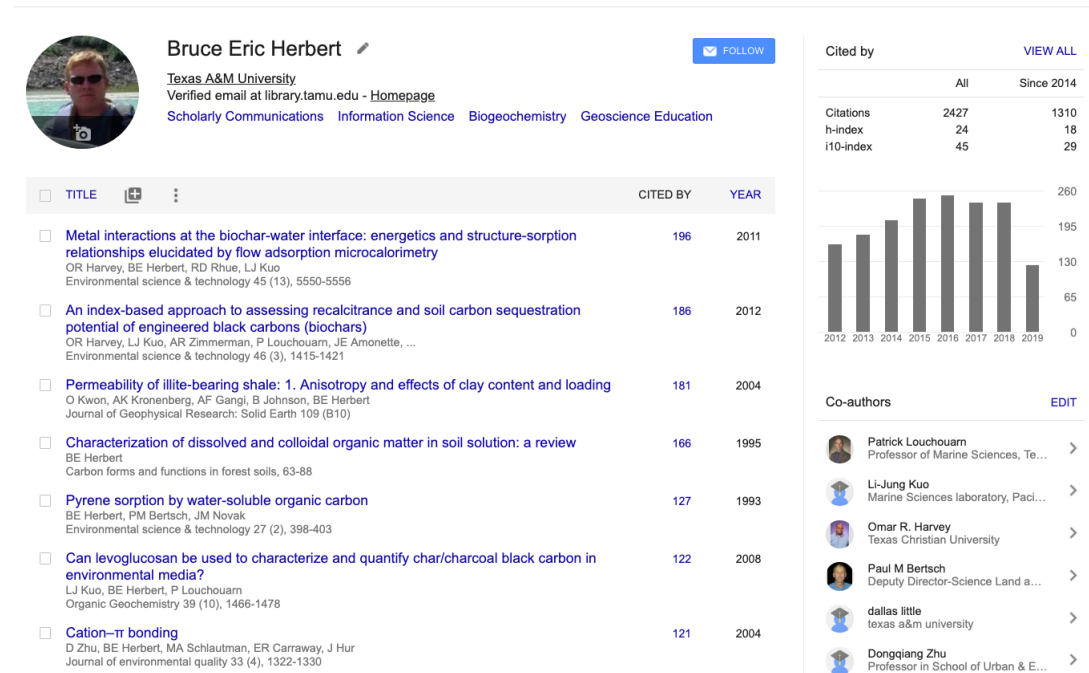 Bruce Eric Herbert
FOLLOW
Texas A&M University
Verified email at library.tamu.edu - Homepage
Scholarly Communications Information Science Biogeochemistry Geoscience Education
TITLE CITED BY YEAR
Metal interactions at the biochar-water interface: energetics and structure-sorption 196 2011
relationships elucidated by flow adsorption microcalorimetry
OR Harvey, BE Herbert, RD Rhue, LJ Kuo
Environmental science & technology 45 (13), 5550-5556
An index-based approach to assessing recalcitrance and soil carbon sequestration 186 2012
potential of engineered black carbons (biochars)
OR Harvey, LJ Kuo, AR Zimmerman, P Louchouarn, JE Amonette, ...
Environmental science & technology 46 (3), 1415-1421
Permeability of illite-bearing shale: 1. Anisotropy and effects of clay content and loading 181 2004
O Kwon, AK Kronenberg, AF Gangi, B Johnson, BE Herbert
Journal of Geophysical Research: Solid Earth 109 (B10)
Characterization of dissolved and colloidal organic matter in soil solution: a review 166 1995
BE Herbert
Carbon forms and functions in forest soils, 63-88
Pyrene sorption by water-soluble organic carbon 127 1993
BE Herbert, PM Bertsch, JM Novak
Environmental science & technology 27 (2), 398-403
Can levoglucosan be used to characterize and quantify char/charcoal black carbon in 122 2008
environmental media?
LJ Kuo, BE Herbert, P Louchouarn
Organic Geochemistry 39 (10), 1466-1478
Cation–π bonding 121 2004
D Zhu, BE Herbert, MA Schlautman, ER Carraway, J Hur
Journal of environmental quality 33 (4), 1322-1330
Cited by VIEW ALL
All Since 2014
Citations 2427 1310
h-index 24 18
i10-index 45 29
260
195
130
65
0
2012 2013 2014 2015 2016 2017 2018 2019
Co-authors EDIT
Patrick Louchouarn
Professor of Marine Sciences, Te...
Li-Jung Kuo
Marine Sciences laboratory, Paci...
Omar R. Harvey
Texas Christian University
Paul M Bertsch
Deputy Director-Science Land a...
dallas little
texas a&m university
Dongqiang Zhu
Professor in School of Urban & E...